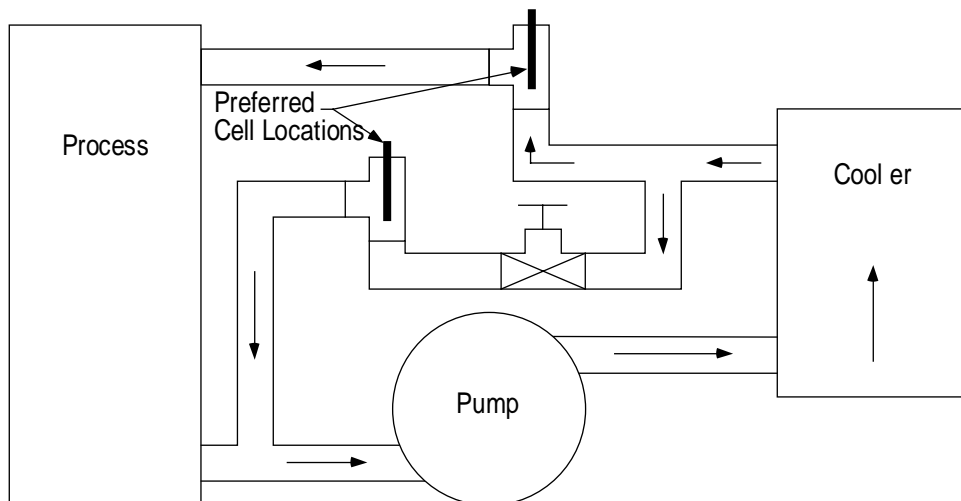 Preferred
Cell Locations
Process
Cool er
Pump